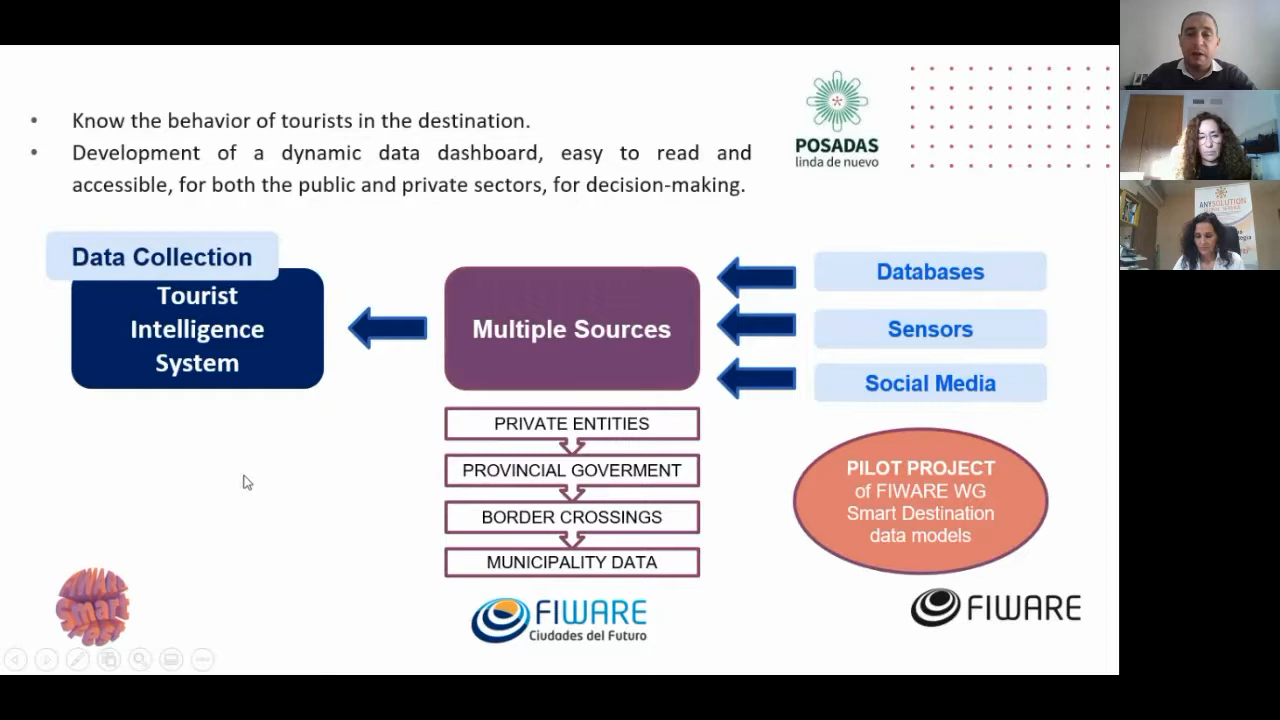 • Know the behavior of tourists in the destination.
• Development of a dynamic data dashboard, easy to read and
accessible, for both the public and private sectors, for decision-making.
POSADAS
linda de nuevo
Data Collection
Tourist
Intelligence
System
Multiple Sources
Databases
Sensors
Social Media
PRIVATE ENTITIES
PROVINCIAL GOVERMENT
BORDER CROSSINGS
MUNICIPALITY DATA
PILOT PROJECT
of FIWARE WG
Smart Destination
data models
Smart
FIWARE
Ciudades del Futuro
FIWARE
ANYSOLUTION